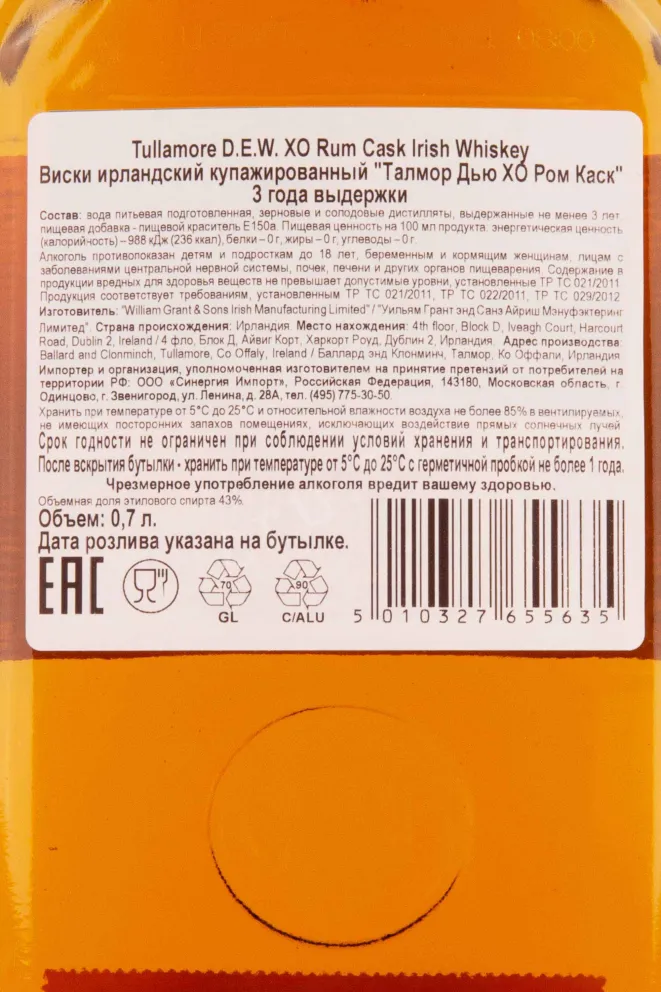 Tullamore D.E.W. XO Rum Cask Irish Whiskey
Виски ирландский купажированный "Талмор Дью ХО Ром Каск"
3 года выдержки
Состав: вода питьевая подготовленная, зерновые и солодовые дистилляты, выдержанные не менее 3 лет.
пищевая добавка - пищевой краситель Е150а. Пищевая ценность на 100 мл продукта: энергетическая ценность
(калорийность) – 988 кДж (236 ккал), белки – 0 г, жиры – 0 г, углеводы – 0 г.
Алкоголь противопоказан детям и подросткам до 18 лет, беременным и кормящим женщинам, лицам с
заболеваниями центральной нервной системы, почек, печени и других органов пищеварения. Содержание в
продукции вредных для здоровья веществ не превышает допустимые уровни, установленные ТР ТС 021/2011.
Продукция соответствует требованиям, установленным ТР ТС 021/2011, ТР ТС 022/2011, ТР ТС 029/2012.
Изготовитель: "William Grant & Sons Irish Manufacturing Limited" / "Уильям Грант энд Санз Айриш Мэнуфэктеринг
Лимитед". Страна происхождения: Ирландия. Место нахождения: 4th floor, Block D, Iveagh Court, Harcourt
Road, Dublin 2, Ireland / 4 фло, Блок Д, Айвиг Корт, Харкорт Роуд, Дублин 2, Ирландия. Адрес производства:
Ballard and Clonminch, Tullamore, Co Offaly, Ireland / Баллард энд Клонминч, Талмор, Ко Оффали, Ирландия.
Импортер и организация, уполномоченная изготовителем на принятие претензий от потребителей на
территории РФ: ООО «Синергия Импорт», Российская Федерация, 143180, Московская область, г.
Одинцово, г. Звенигород, ул. Ленина, д. 28А, тел. (495) 775-30-50.
Хранить при температуре от 5°С до 25°С и относительной влажности воздуха не более 85% в вентилируемых,
не имеющих посторонних запахов помещениях, исключающих воздействие прямых солнечных лучей.
Срок годности не ограничен при соблюдении условий хранения и транспортирования.
После вскрытия бутылки - хранить при температуре от 5°С до 25°С с герметичной пробкой не более 1 года.
Чрезмерное употребление алкоголя вредит вашему здоровью.
Объемная доля этилового спирта 43%.
Объем: 0,7 л.
Дата розлива указана на бутылке.
EAC
70
GL
90
C/ALU
5 010327 655635